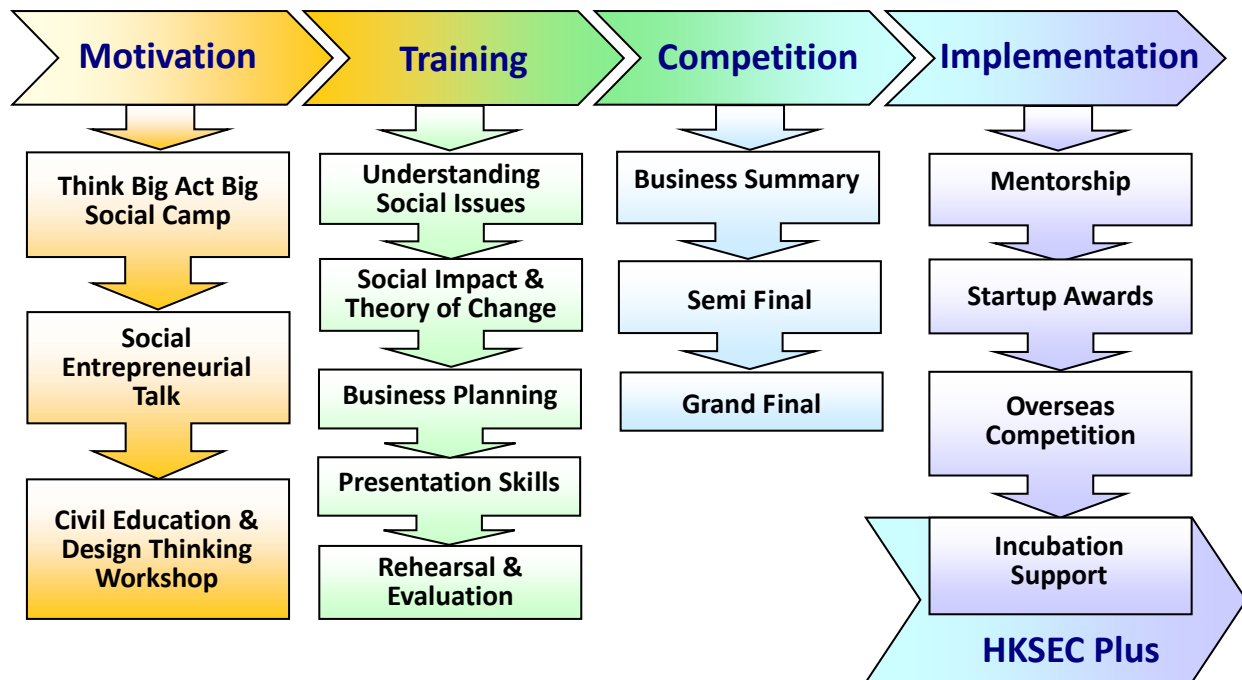 Motivation
Training
Competition
Implementation
Think Big Act Big
Social Camp
Social
Entrepreneurial
Talk
Civil Education &
Design Thinking
Workshop
Understanding
Social Issues
Social Impact &
Theory of Change
Business Planning
Presentation Skills
Rehearsal &
Evaluation
Business Summary
Semi Final
Grand Final
Mentorship
Startup Awards
Overseas
Competition
Incubation
Support
HKSEC Plus